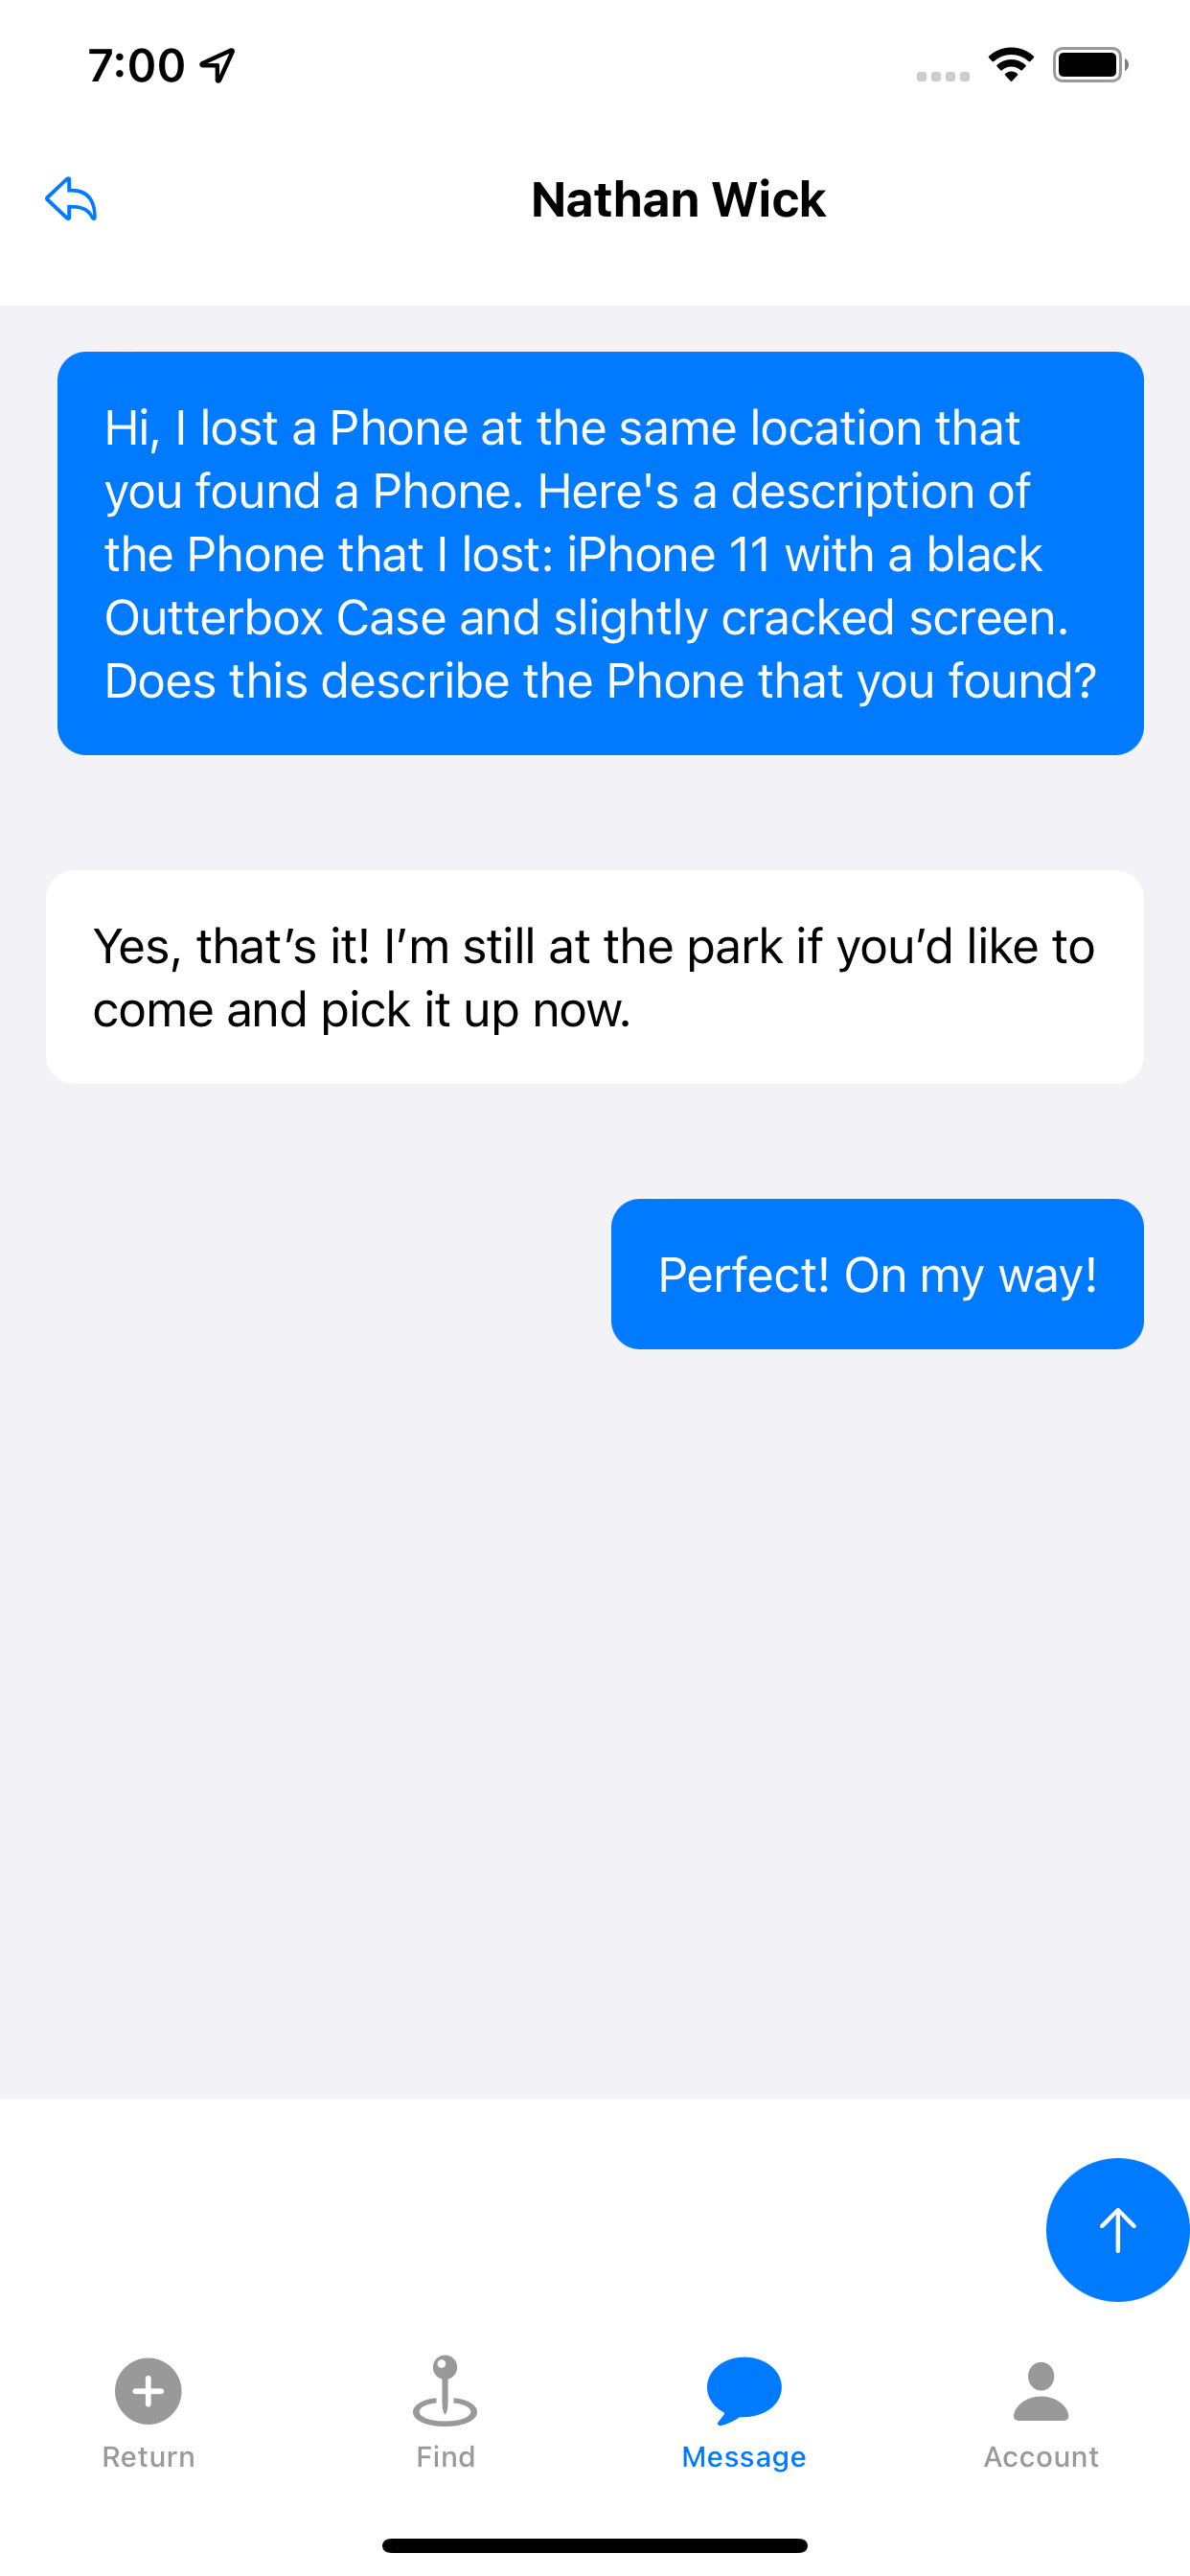 7:00
Nathan Wick
Hi, I lost a Phone at the same location that
you found a Phone. Here's a description of
the Phone that I lost: iPhone 11 with a black
Outterbox Case and slightly cracked screen.
Does this describe the Phone that you found?
Yes, that’s it! I’m still at the park if you’d like to
come and pick it up now.
Perfect! On my way!
Return
Find
Message
Account